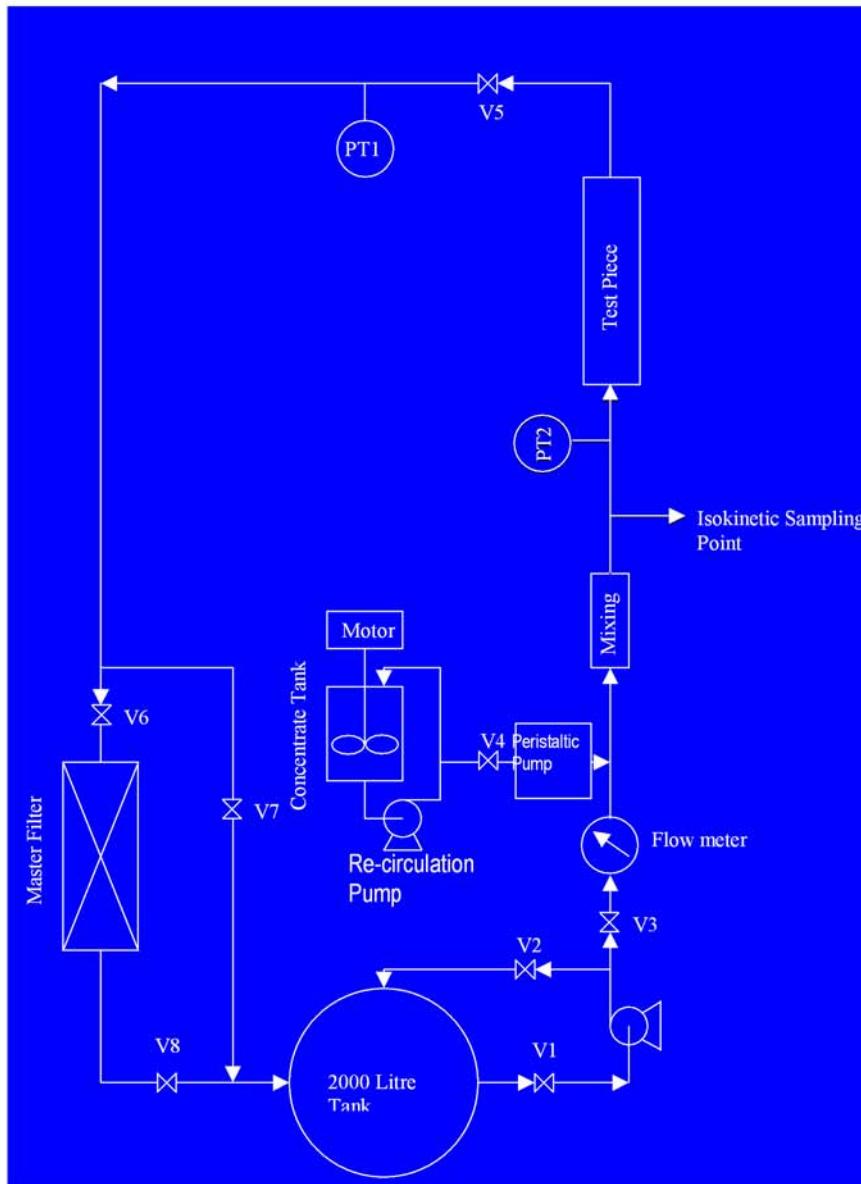 V5
PT1
Test Piece
PT2
Isokinetic Sampling
Point
Mixing
Motor
Concentrate Tank
V6
V4
Peristaltic
Pump
V7
Master Filter
Flow meter
Re-circulation
Pump
V3
V2
V8
V1
2000 Litre
Tank